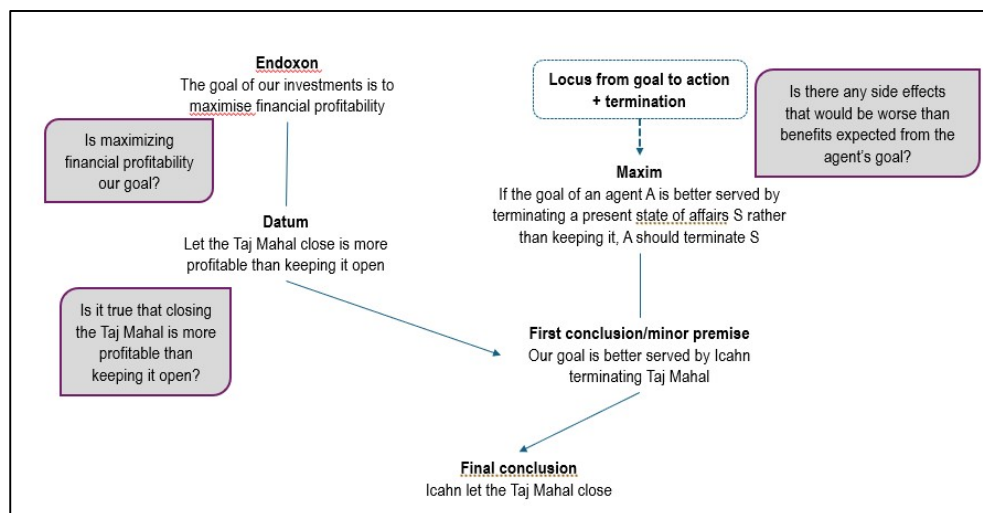 Endoxon
The goal of our investments is to
maximise financial profitability
Locus from goal to action
+ termination
Is there any side effects
that would be worse than
benefits expected from the
agent's goal?
Is maximizing
financial profitability
our goal?
Maxim
If the goal of an agent A is better served by
terminating a present state of affairs S rather
than keeping it, A should terminate S
Datum
Let the Taj Mahal close is more
profitable than keeping it open
Is it true that closing
the Taj Mahal is more
profitable than
keeping it open?
First conclusion/minor premise
Our goal is better served by Icahn
terminating Taj Mahal
Final conclusion
Icahn let the Taj Mahal close